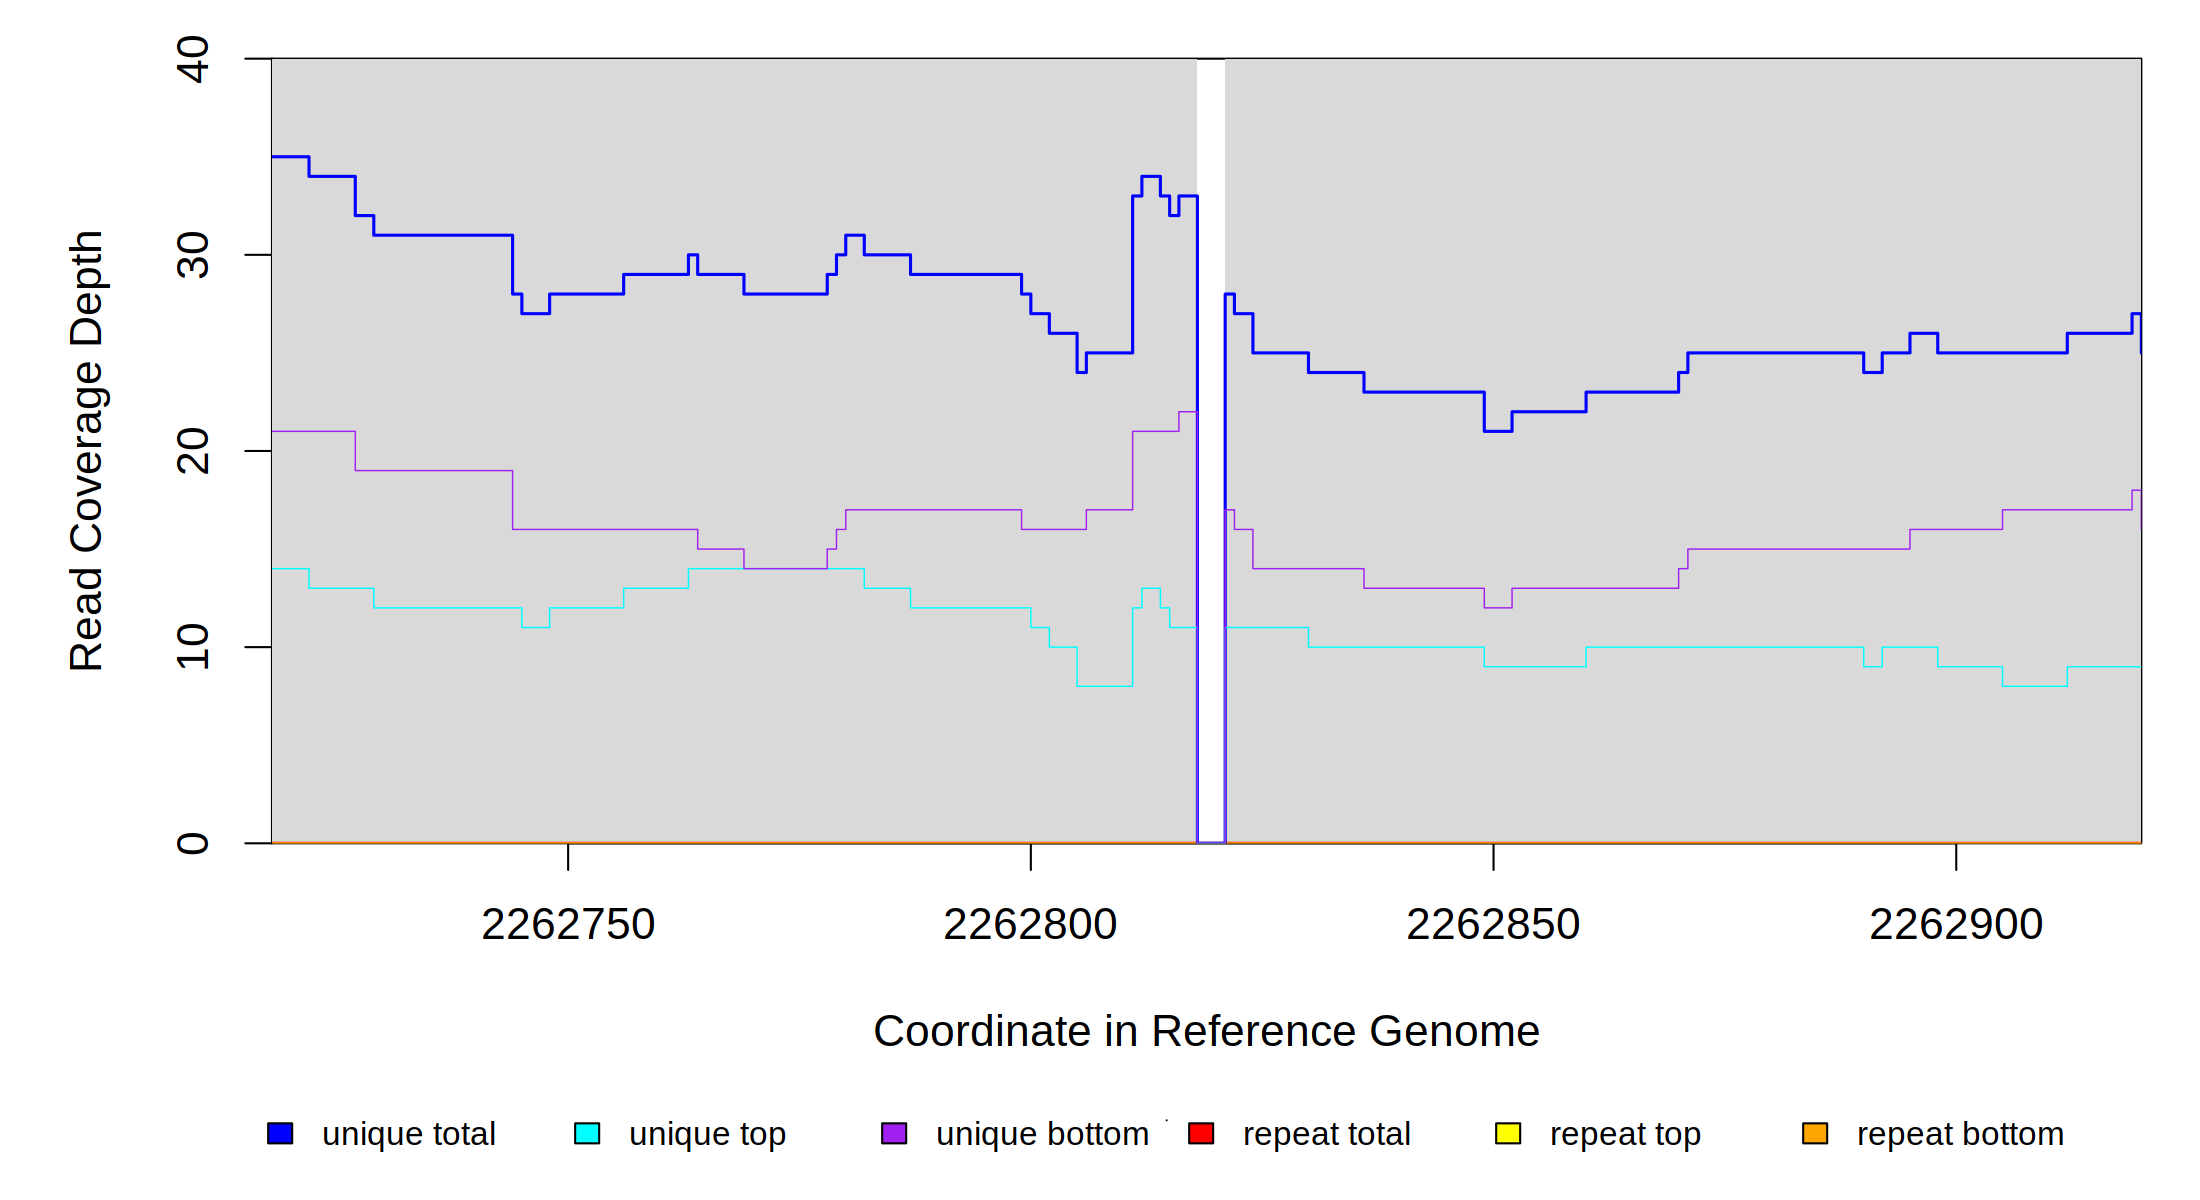 40
30
20
10
0
Read Coverage Depth
2262750 2262800 2262850 2262900
Coordinate in Reference Genome
unique total unique top unique bottom repeat total repeat top repeat bottom